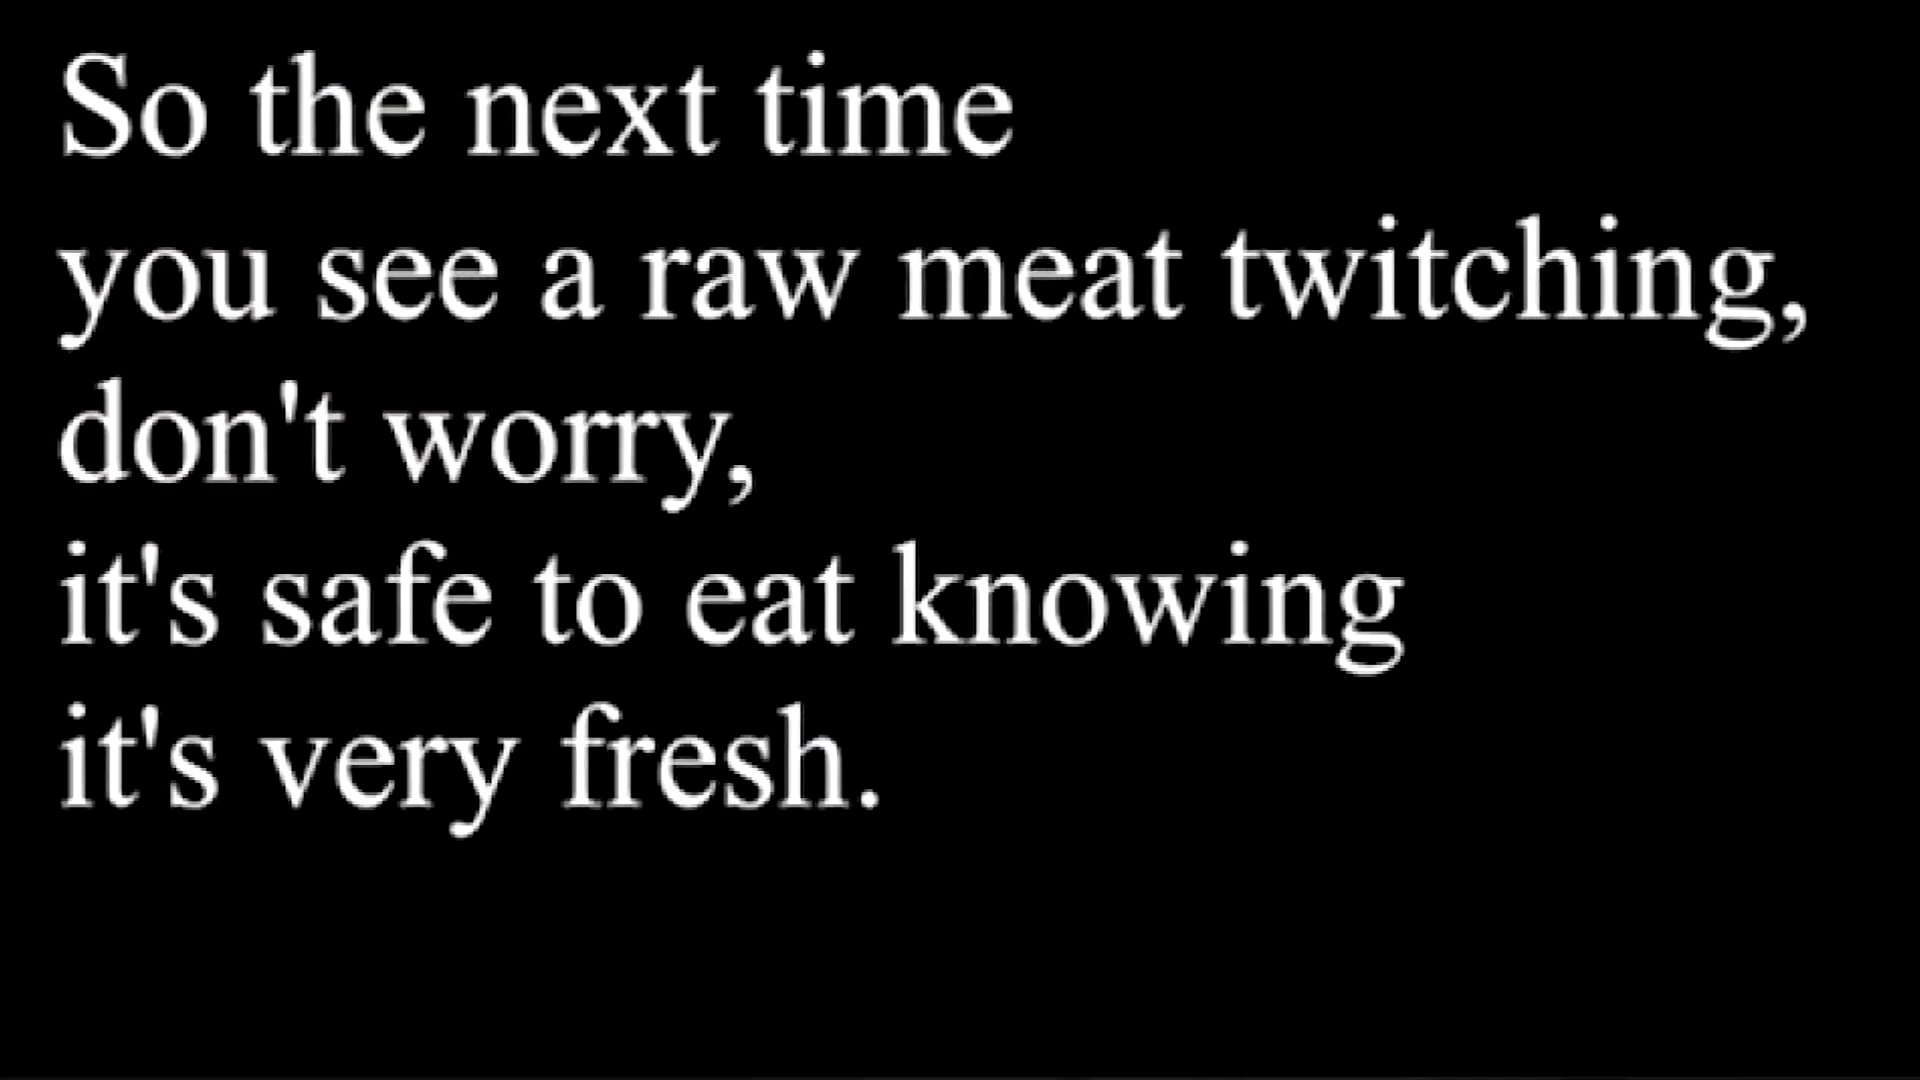 So the next time
you see a raw meat twitching,
don't worry,
it's safe to eat knowing
it's very fresh.